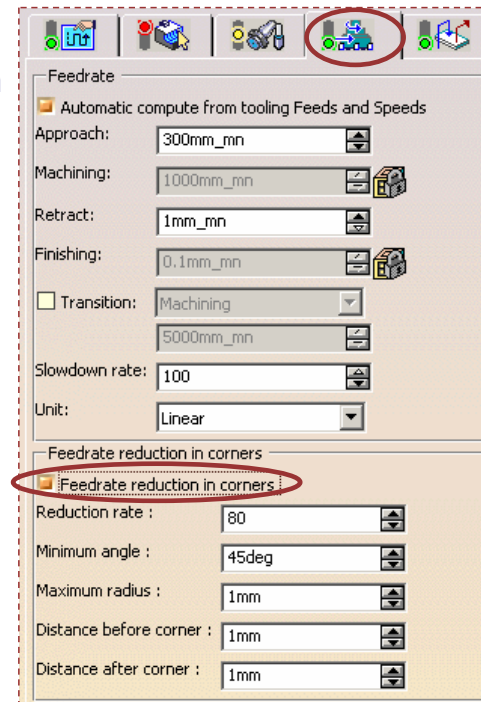 Feedrate
Automatic compute from tooling Feeds and Speeds
Approach: 300mm_mn
Machining: 1000mm_mn
Retract: 1mm_mn
Finishing: 0.1mm_mn
Transition: Machining
5000mm_mn
Slowdown rate: 100
Unit: Linear
Feedrate reduction in corners
Feedrate reduction in corners
Reduction rate : 80
Minimum angle : 45deg
Maximum radius : 1mm
Distance before corner : 1mm
Distance after corner : 1mm